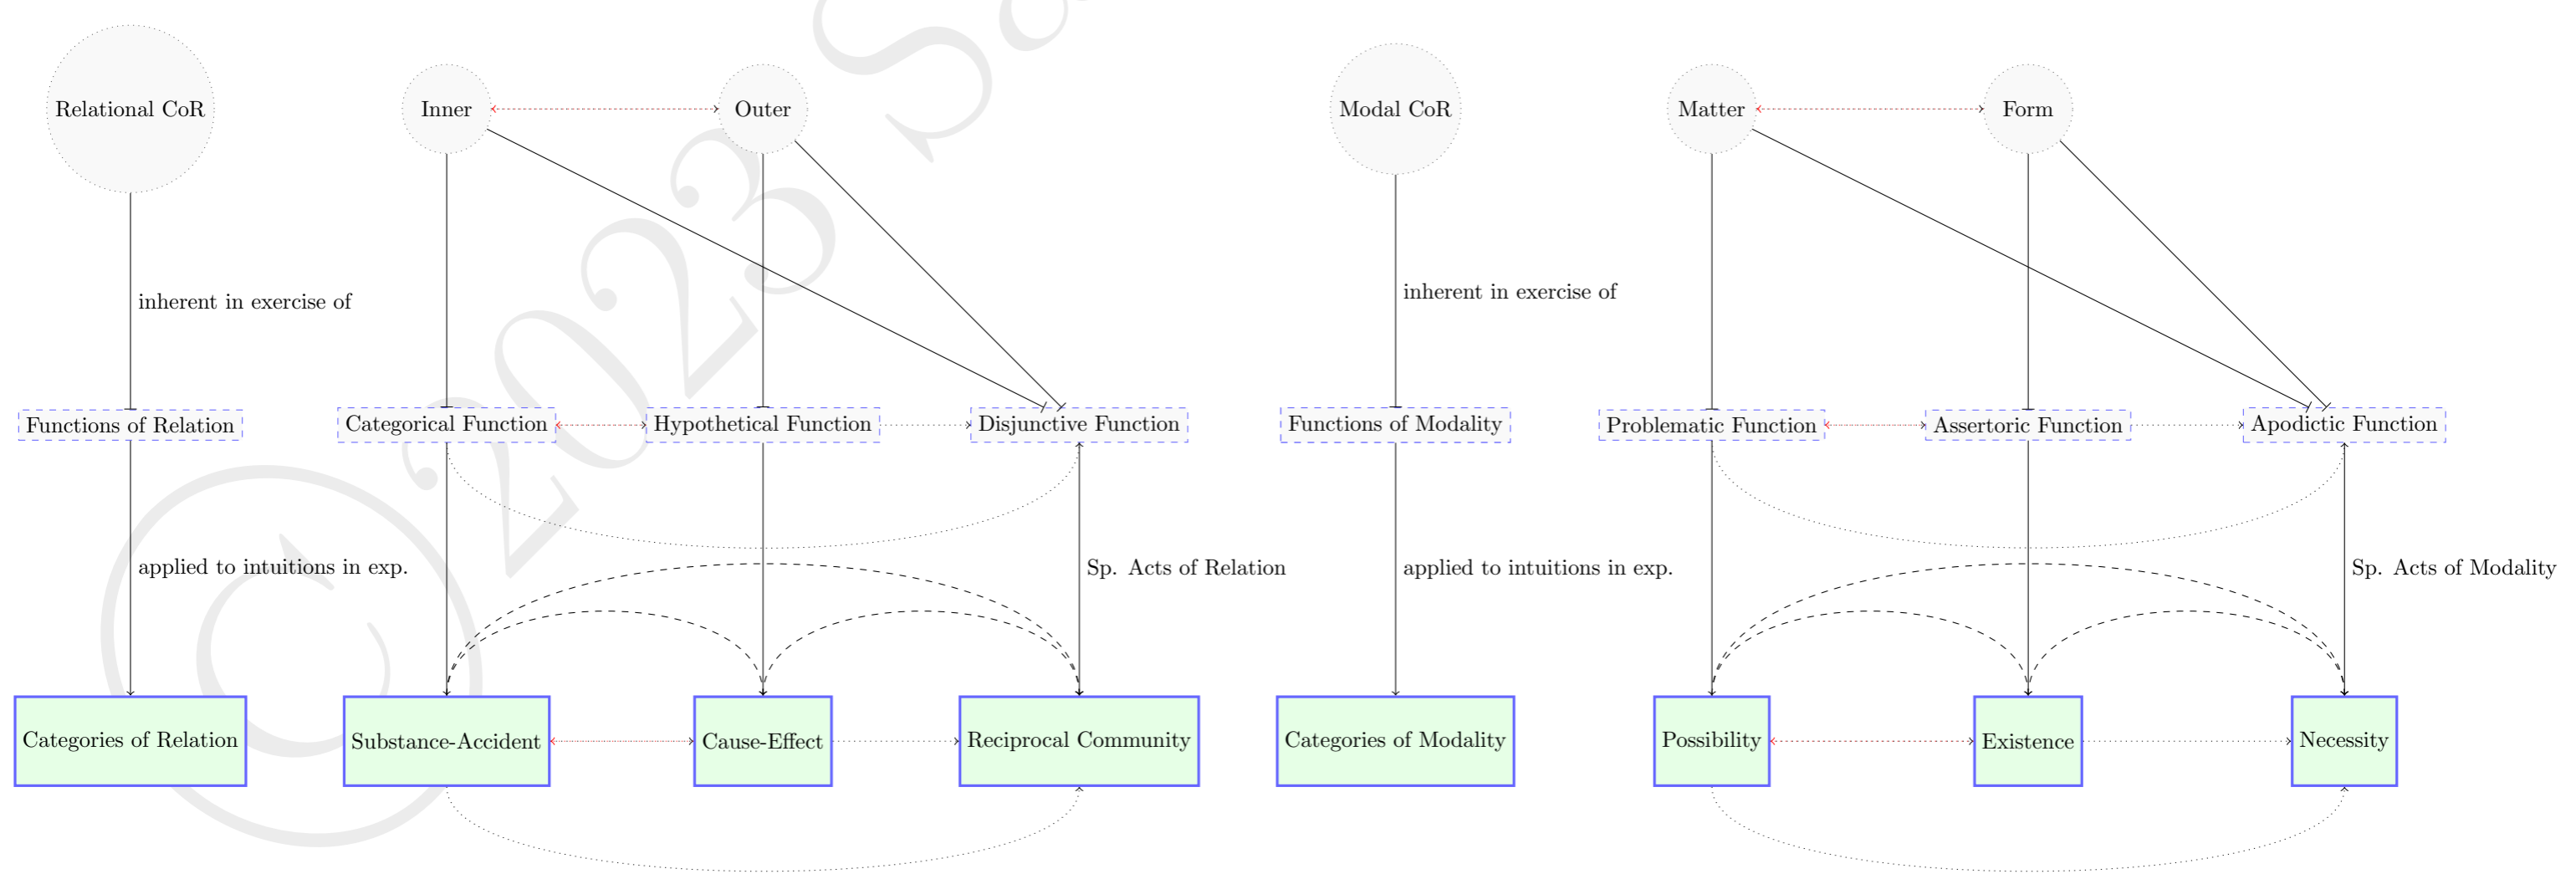 Relational CoR
Inner
Outer
Modal CoR
Matter
Form
inherent in exercise of
inherent in exercise of
Functions of Relation
Categorical Function
Hypothetical Function
Disjunctive Function
Functions of Modality
Problematic Function
Assertoric Function
Apodictic Function
applied to intuitions in exp.
Sp. Acts of Relation
applied to intuitions in exp.
Sp. Acts of Modality
Categories of Relation
Substance-Accident
Cause-Effect
Reciprocal Community
Categories of Modality
Possibility
Existence
Necessity
© 2023